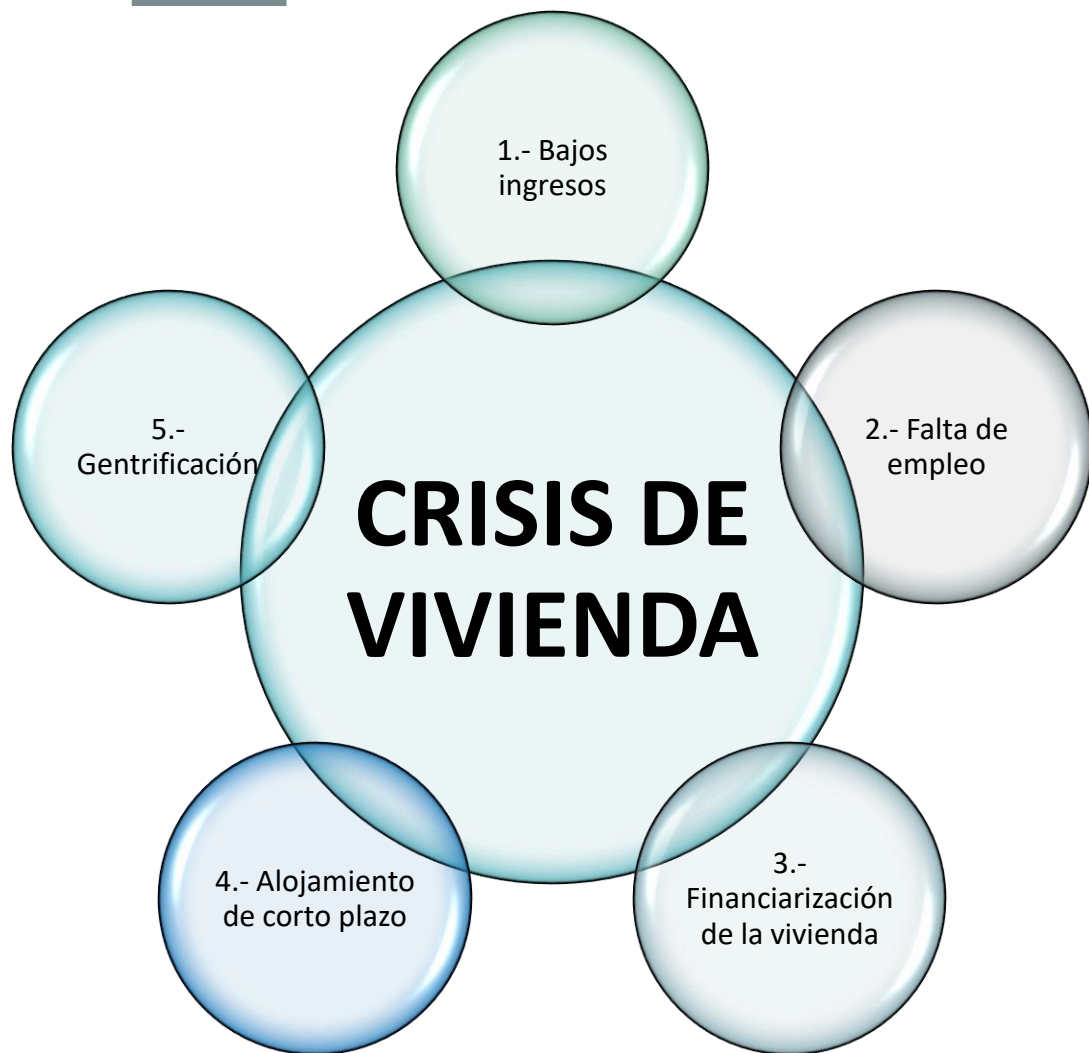 CRISIS DE
VIVIENDA
1.- Bajos
ingresos
2.- Falta de
empleo
3.-
Financiarización
de la vivienda
4.- Alojamiento
de corto plazo
5.-
Gentrificación